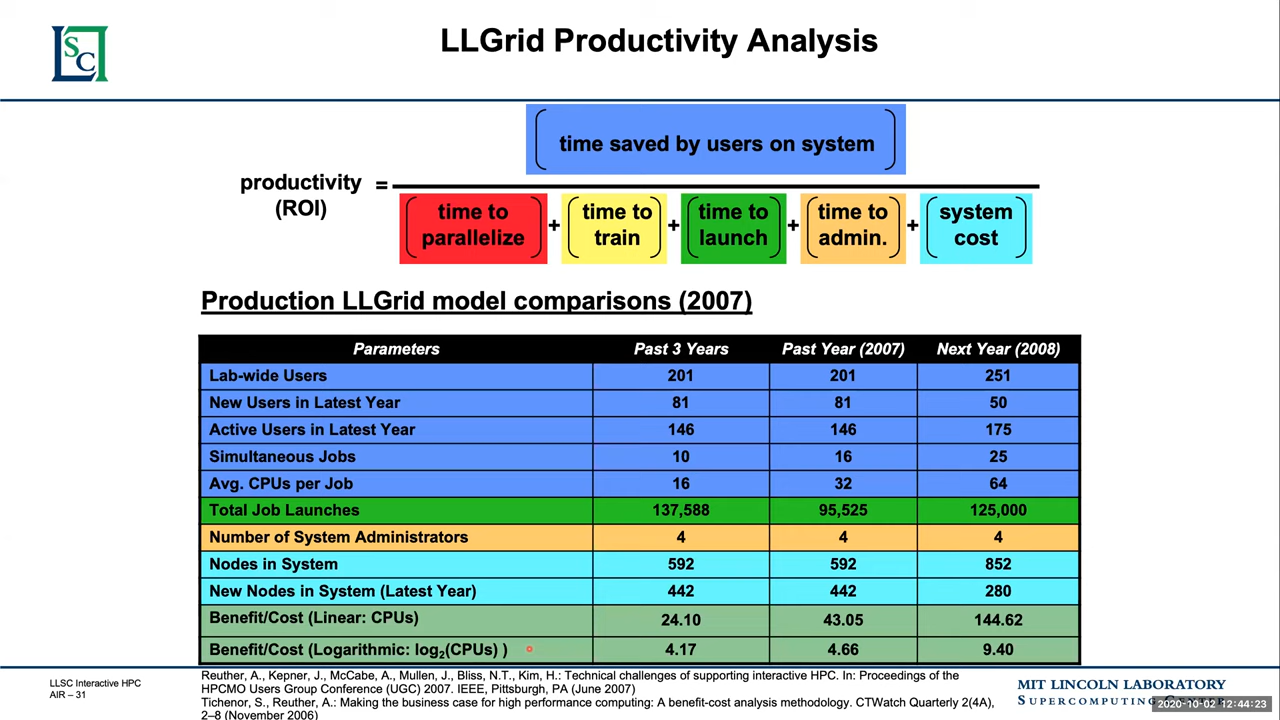 SC
LLGrid Productivity Analysis
time saved by users on system
productivity (ROI) =
time to parallelize + time to train + time to launch + time to admin. + system cost
Production LLGrid model comparisons (2007)
Parameters Past 3 Years Past Year (2007) Next Year (2008)
Lab-wide Users 201 201 251
New Users in Latest Year 81 81 50
Active Users in Latest Year 146 146 175
Simultaneous Jobs 10 16 25
Avg. CPUs per Job 16 32 64
Total Job Launches 137,588 95,525 125,000
Number of System Administrators 4 4 4
Nodes in System 592 592 852
New Nodes in System (Latest Year) 442 442 280
Benefit/Cost (Linear: CPUs) 24.10 43.05 144.62
Benefit/Cost (Logarithmic: log₂(CPUs) ) 4.17 4.66 9.40
LLSC Interactive HPC
AIR – 31
Reuther, A., Kepner, J., McCabe, A., Mullen, J., Bliss, N.T., Kim, H.: Technical challenges of supporting interactive HPC. In: Proceedings of the
HPCMO Users Group Conference (UGC) 2007. IEEE, Pittsburgh, PA (June 2007)
Tichenor, S., Reuther, A.: Making the business case for high performance computing: A benefit-cost analysis methodology. CTWatch Quarterly 2(4A),
2–8 (November 2006)
MIT LINCOLN LABORATORY
2020-10-02 12:44:23